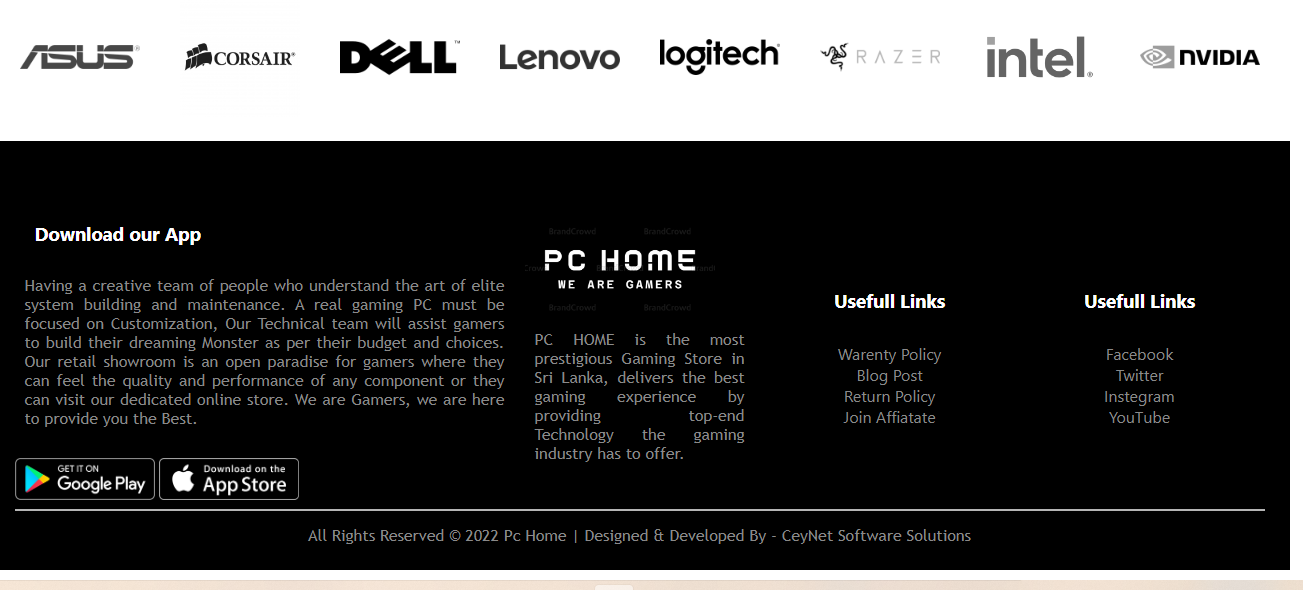 ASUS
CORSAIR
DELL
Lenovo
logitech
RAZER
intel
NVIDIA
Download our App
Having a creative team of people who understand the art of elite
system building and maintenance. A real gaming PC must be
focused on Customization, Our Technical team will assist gamers
to build their dreaming Monster as per their budget and choices.
Our retail showroom is an open paradise for gamers where they
can feel the quality and performance of any component or they
can visit our dedicated online store. We are Gamers, we are here
to provide you the Best.
GET IT ON
Google Play
Download on the
App Store
BrandCrowd BrandCrowd
PC HOME
WE ARE GAMERS
BrandCrowd BrandCrowd
PC HOME is the most
prestigious Gaming Store in
Sri Lanka, delivers the best
gaming experience by
providing top-end
Technology the gaming
industry has to offer.
Usefull Links
Warenty Policy
Blog Post
Return Policy
Join Affiatate
Usefull Links
Facebook
Twitter
Instegram
YouTube
All Rights Reserved © 2022 Pc Home | Designed & Developed By - CeyNet Software Solutions